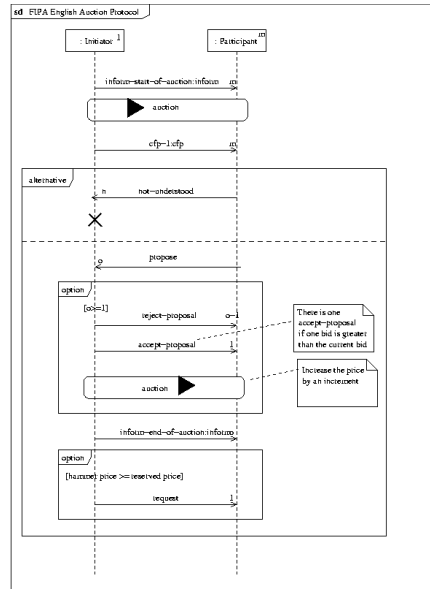 sd FIPA English Auction Protocol
: Initiator 1
: Participant m
inform-start-of-auction:inform m
auction
cfp-1:cfp m
alternative
n not-understood
propose
o
option
[o>=1]
reject-proposal o-1
There is one
accept-proposal
if one bid is greater
than the current bid
accept-proposal 1
Increase the price
by an increment
auction
inform-end-of-auction:inform
option
[hammer price >= reserved price]
request 1